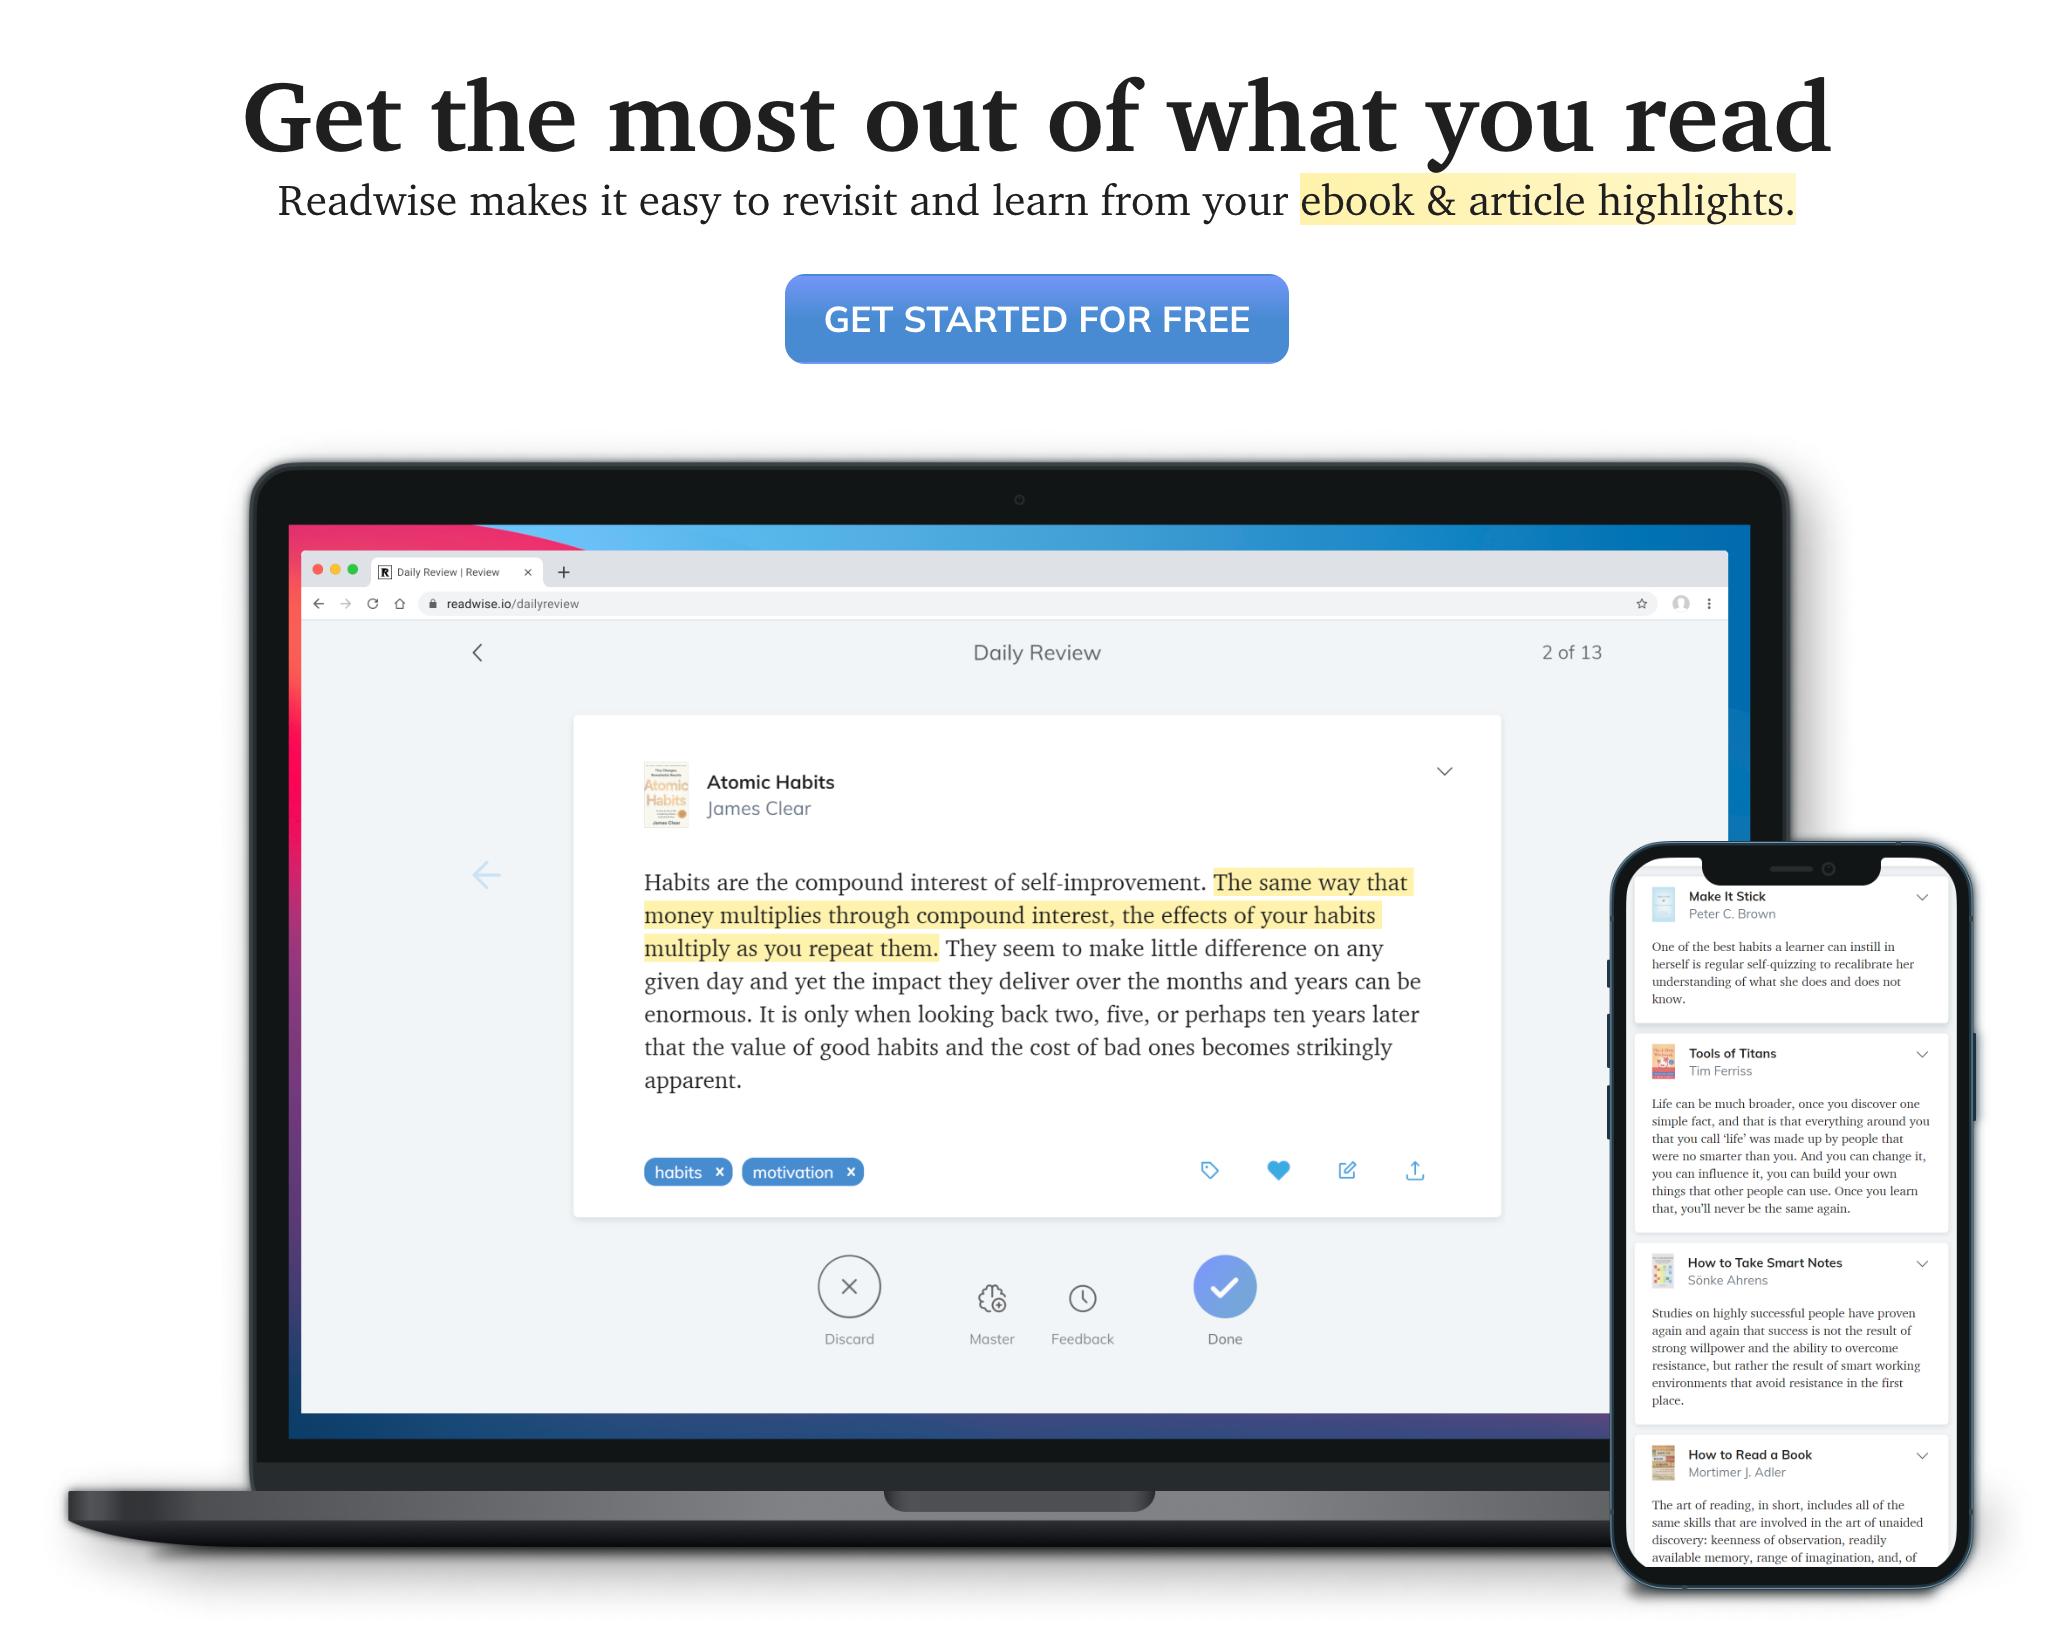 Get the most out of what you read
Readwise makes it easy to revisit and learn from your ebook & article highlights.
GET STARTED FOR FREE
Daily Review | Review
readwise.io/dailyreview
Daily Review
2 of 13
Atomic Habits
James Clear
Atomic
Habits
James Clear
Habits are the compound interest of self-improvement. The same way that
money multiplies through compound interest, the effects of your habits
multiply as you repeat them. They seem to make little difference on any
given day and yet the impact they deliver over the months and years can be
enormous. It is only when looking back two, five, or perhaps ten years later
that the value of good habits and the cost of bad ones becomes strikingly
apparent.
habits x
motivation x
Discard
Master
Feedback
Done
Make It Stick
Peter C. Brown
One of the best habits a learner can instill in
herself is regular self-quizzing to recalibrate her
understanding of what she does and does not
know.
Tools of Titans
Tim Ferriss
Life can be much broader, once you discover one
simple fact, and that is that everything around you
that you call ‘life’ was made up by people that
were no smarter than you. And you can change it,
you can influence it, you can build your own
things that other people can use. Once you learn
that, you’ll never be the same again.
How to Take Smart Notes
Sönke Ahrens
Studies on highly successful people have proven
again and again that success is not the result of
strong willpower and the ability to overcome
resistance, but rather the result of smart working
environments that avoid resistance in the first
place.
How to Read a Book
Mortimer J. Adler
The art of reading, in short, includes all of the
same skills that are involved in the art of unaided
discovery: keenness of observation, readily
available memory, range of imagination, and, of